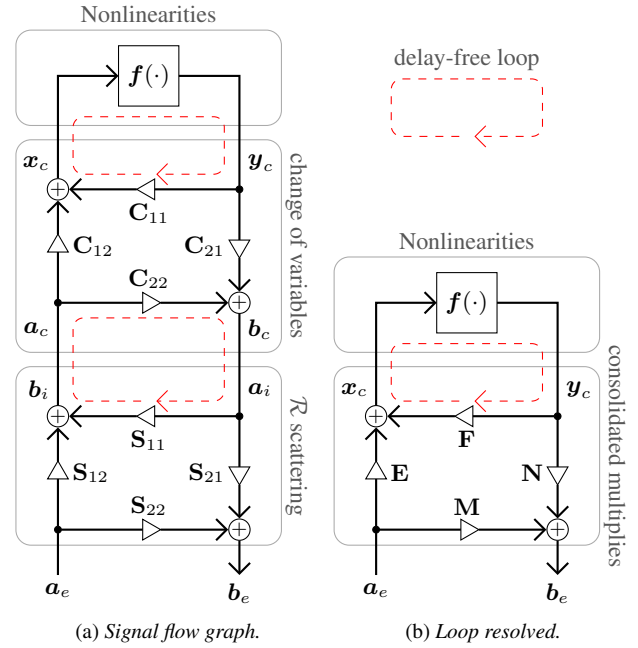 Nonlinearities
f(·)
delay-free loop
x_c
y_c
C_11
C_12
C_21
C_22
a_c
b_c
change of variables
b_i
a_i
S_11
S_12
S_21
S_22
R scattering
a_e
b_e
(a) Signal flow graph.
Nonlinearities
f(·)
x_c
y_c
F
E
N
M
consolidated multiplies
a_e
b_e
(b) Loop resolved.